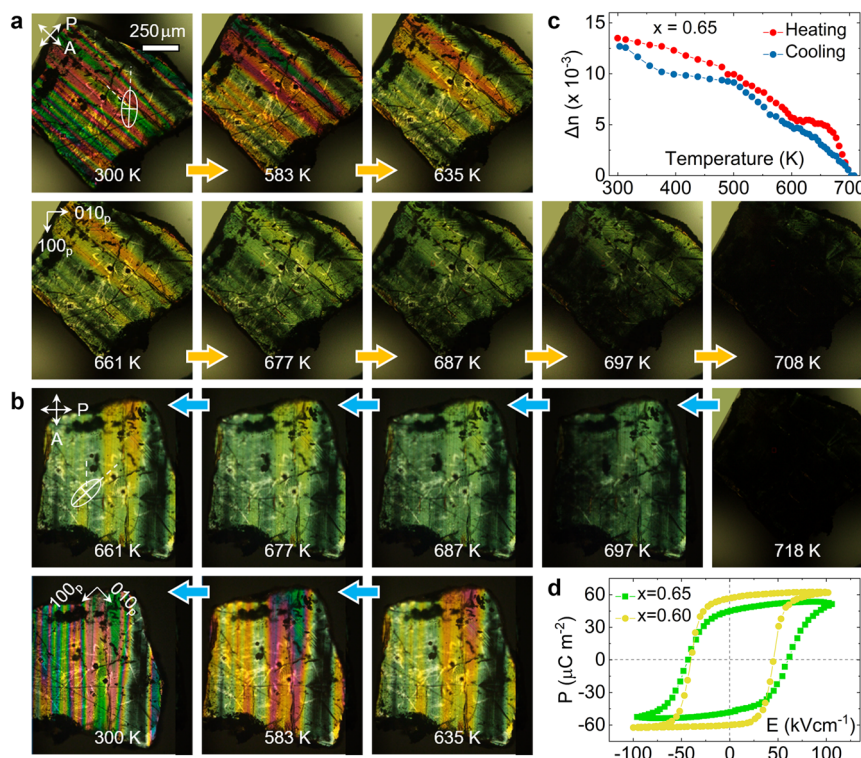 a
P
A
250 μm
300 K
583 K
635 K
010p
100p
661 K
677 K
687 K
697 K
708 K
b
P
A
661 K
677 K
687 K
697 K
718 K
100p
010p
300 K
583 K
635 K
c
x = 0.65
Heating
Cooling
15
10
5
0
Δn (x 10⁻³)
Temperature (K)
300 400 500 600 700
d
x=0.65
x=0.60
60
30
0
-30
-60
P (μC m⁻²)
E (kVcm⁻¹)
-100 -50 0 50 100